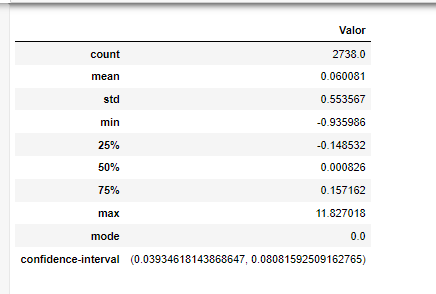 Valor
count 2738.0
mean 0.060081
std 0.553567
min -0.935986
25% -0.148532
50% 0.000826
75% 0.157162
max 11.827018
mode 0.0
confidence-interval (0.03934618143868647, 0.08081592509162765)